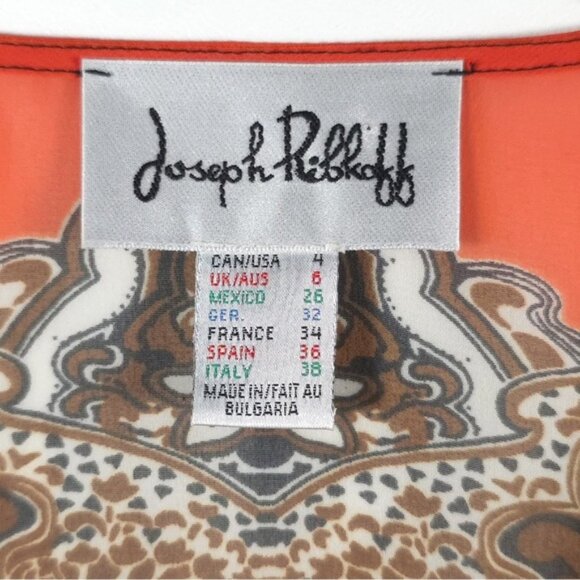 Joseph Ribkoff
CAN/USA 4
UK/AUS 6
MEXICO 26
GER. 32
FRANCE 34
SPAIN 36
ITALY 38
MADE IN/FAIT AU
BULGARIA